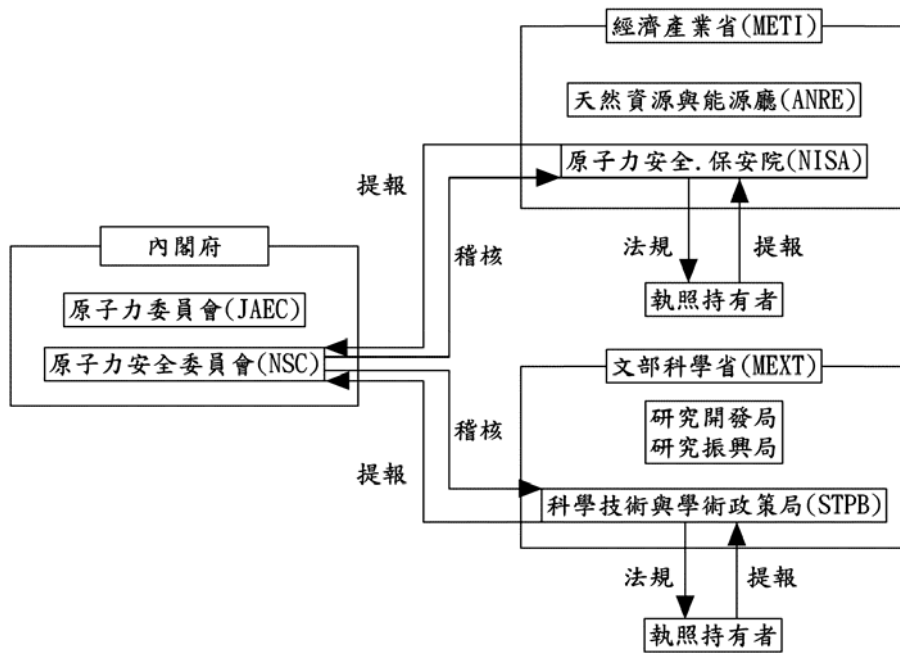 經濟產業省(METI)
天然資源與能源廳(ANRE)
原子力安全.保安院(NISA)
提報
稽核
法規
提報
執照持有者
內閣府
原子力委員會(JAEC)
原子力安全委員會(NSC)
文部科學省(MEXT)
研究開發局
研究振興局
稽核
提報
科學技術與學術政策局(STPB)
法規
提報
執照持有者